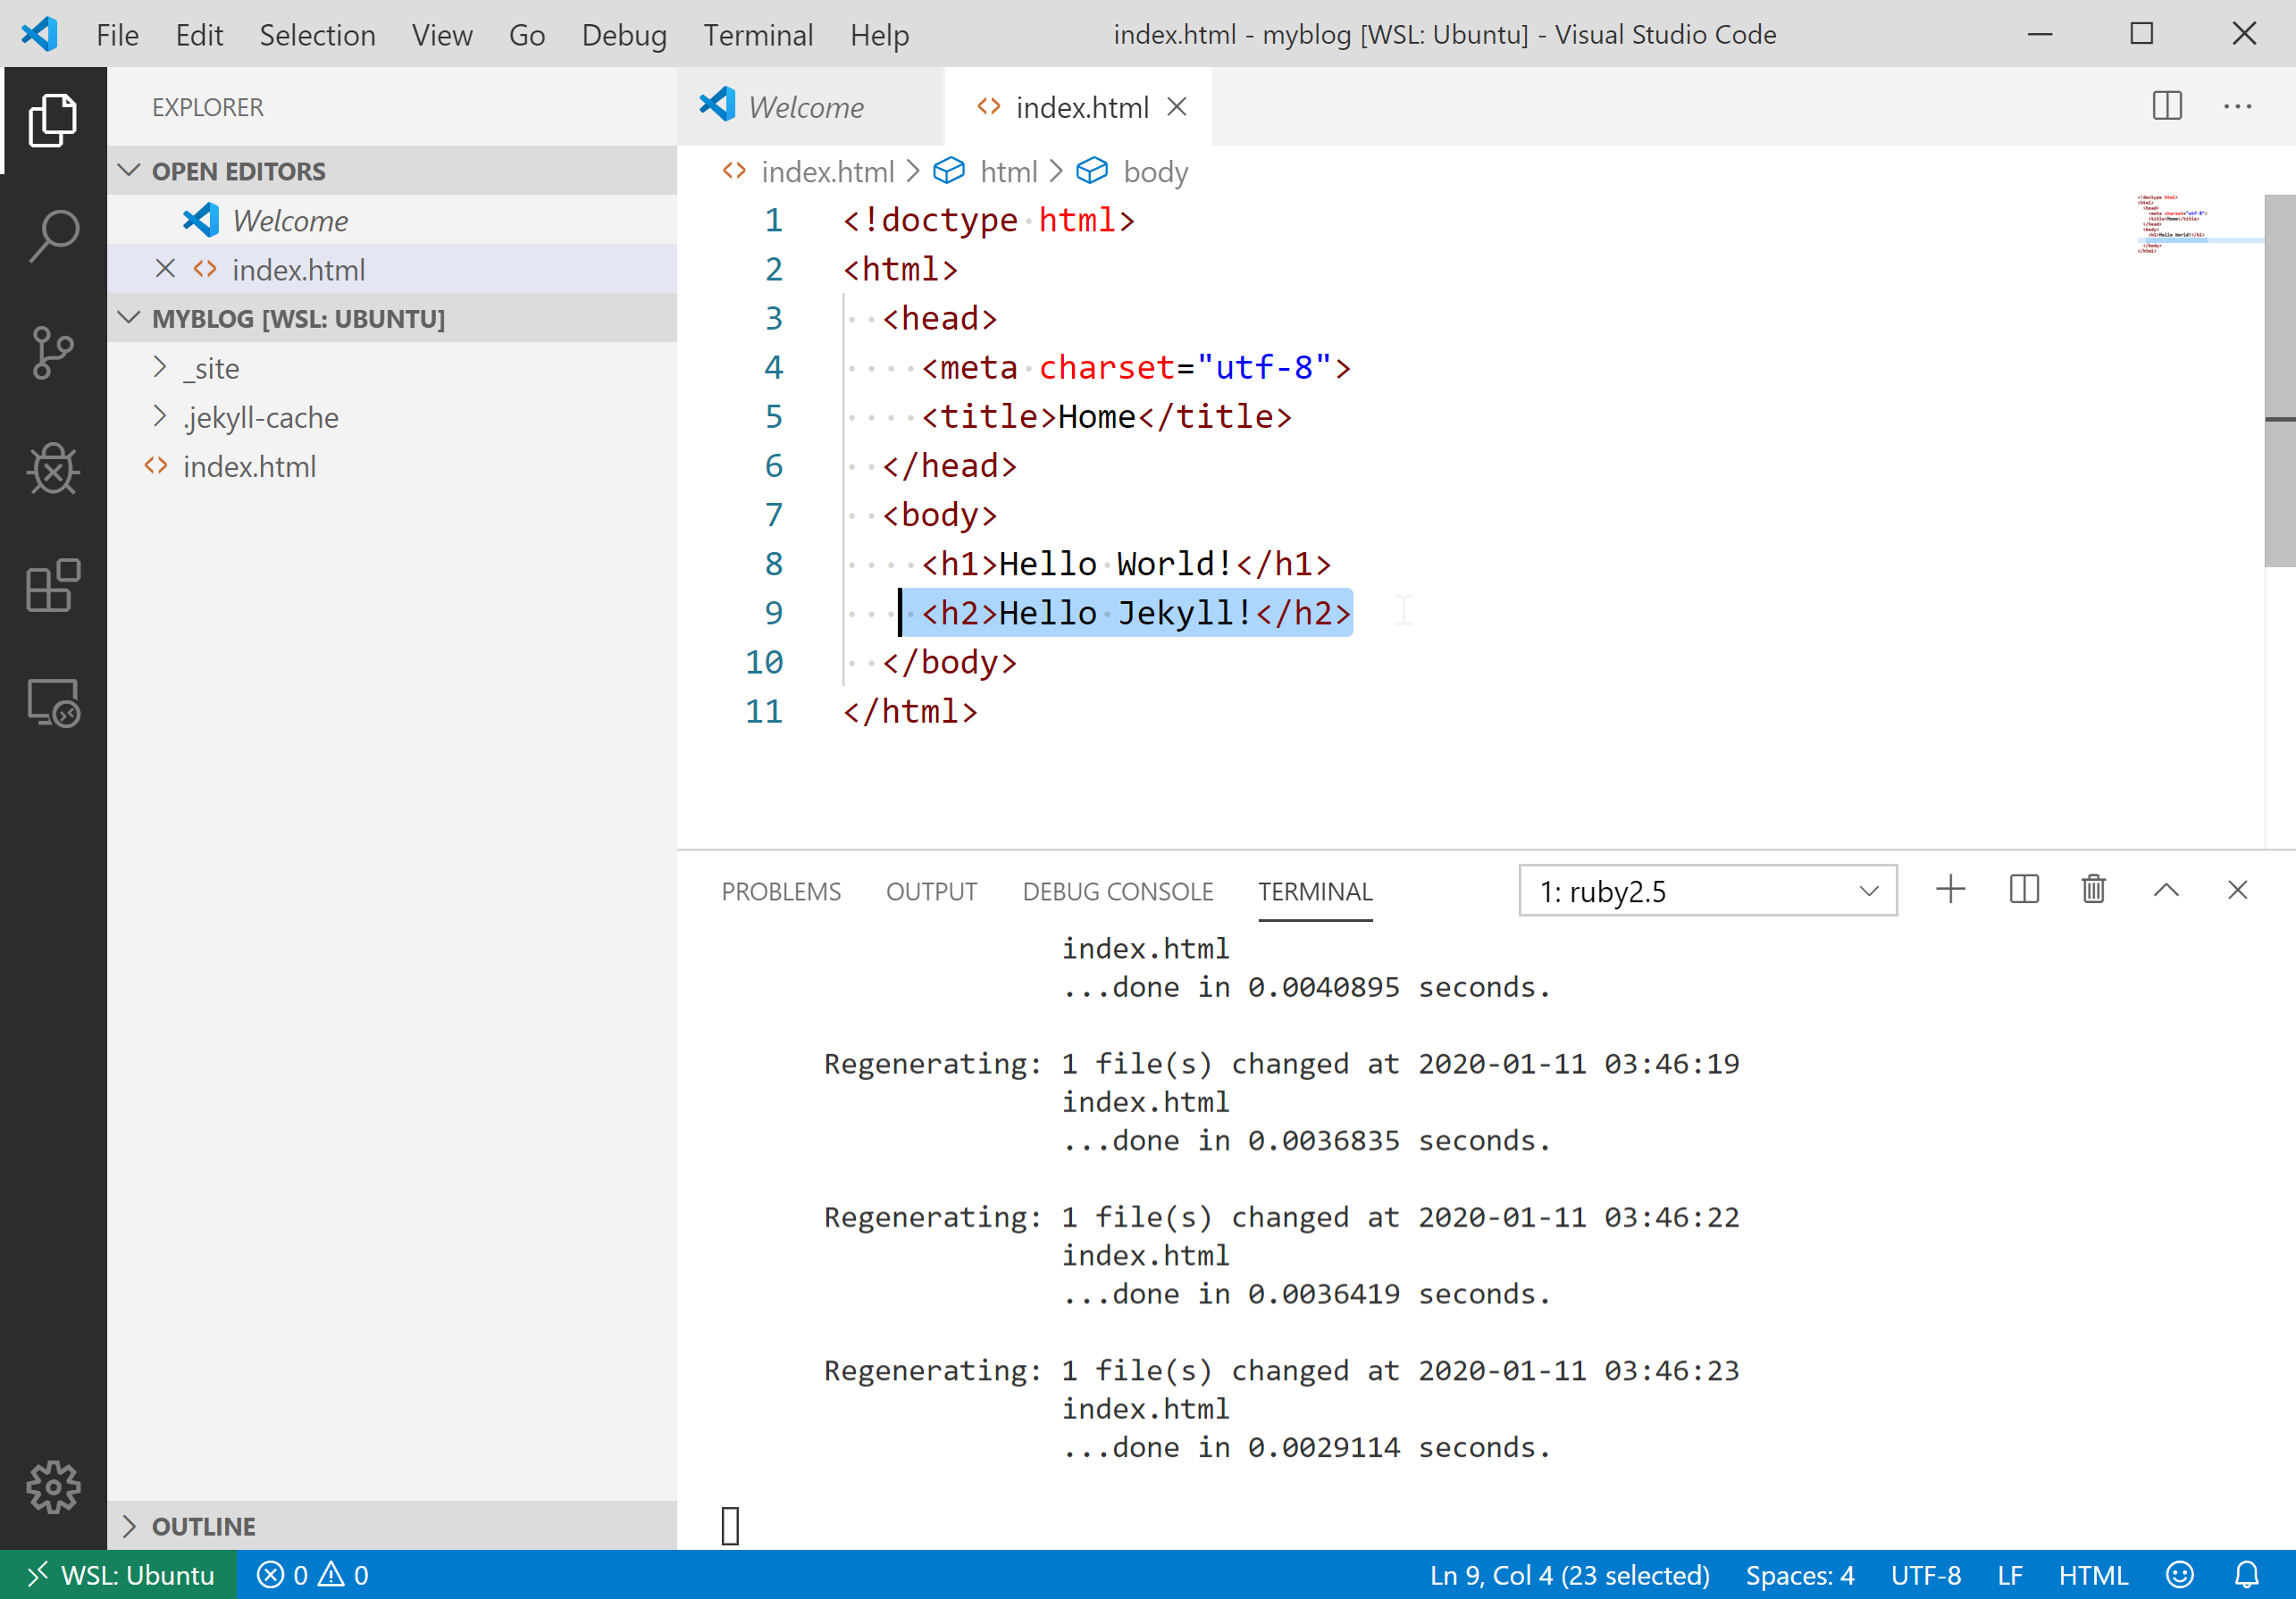 File Edit Selection View Go Debug Terminal Help index.html - myblog [WSL: Ubuntu] - Visual Studio Code
EXPLORER
OPEN EDITORS
Welcome
index.html
MYBLOG [WSL: UBUNTU]
_site
.jekyll-cache
index.html
OUTLINE
Welcome index.html
index.html > html > body
1 <!doctype html>
2 <html>
3 <head>
4 <meta charset="utf-8">
5 <title>Home</title>
6 </head>
7 <body>
8 <h1>Hello World!</h1>
9 <h2>Hello Jekyll!</h2>
10 </body>
11 </html>
PROBLEMS OUTPUT DEBUG CONSOLE TERMINAL 1: ruby2.5
index.html
...done in 0.0040895 seconds.
Regenerating: 1 file(s) changed at 2020-01-11 03:46:19
index.html
...done in 0.0036835 seconds.
Regenerating: 1 file(s) changed at 2020-01-11 03:46:22
index.html
...done in 0.0036419 seconds.
Regenerating: 1 file(s) changed at 2020-01-11 03:46:23
index.html
...done in 0.0029114 seconds.
WSL: Ubuntu 0 0 Ln 9, Col 4 (23 selected) Spaces: 4 UTF-8 LF HTML